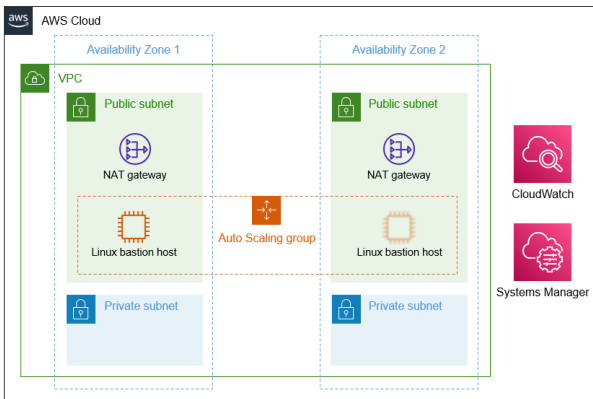 aws
AWS Cloud
Availability Zone 1
Availability Zone 2
VPC
Public subnet
Public subnet
NAT gateway
NAT gateway
CloudWatch
Auto Scaling group
Linux bastion host
Linux bastion host
Systems Manager
Private subnet
Private subnet